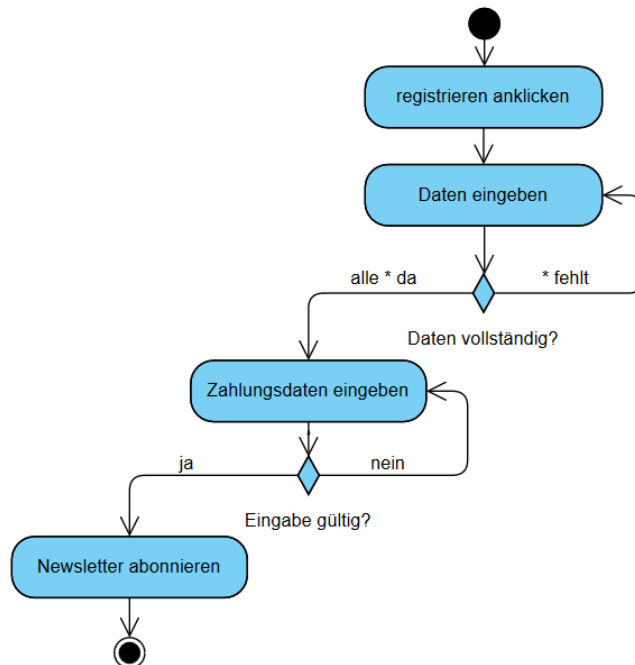 registrieren anklicken
Daten eingeben
alle * da
* fehlt
Daten vollständig?
Zahlungsdaten eingeben
ja
nein
Eingabe gültig?
Newsletter abonnieren